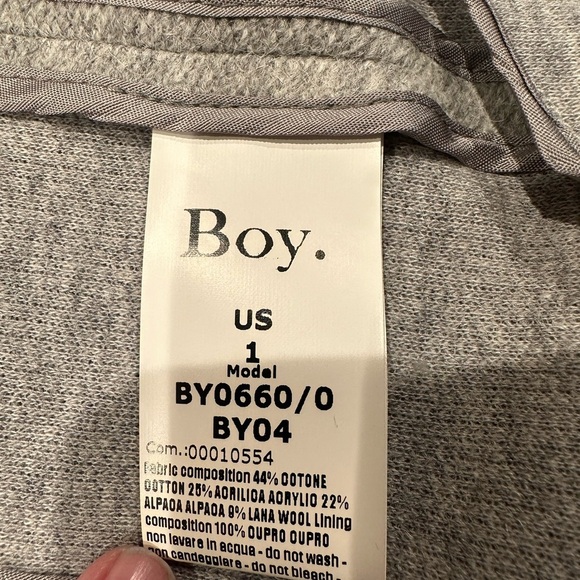 Boy.
US
1
Model
BY0660/0
BY04
Com.:00010554
Fabric composition 44% COTONE
COTTON 25% ACRILICA ACRYLIC 22%
ALPACA ALPACA 9% LANA WOOL Lining
composition 100% CUPRO CUPRO
non lavare in acqua - do not wash -
non candeggiare - do not bleach -